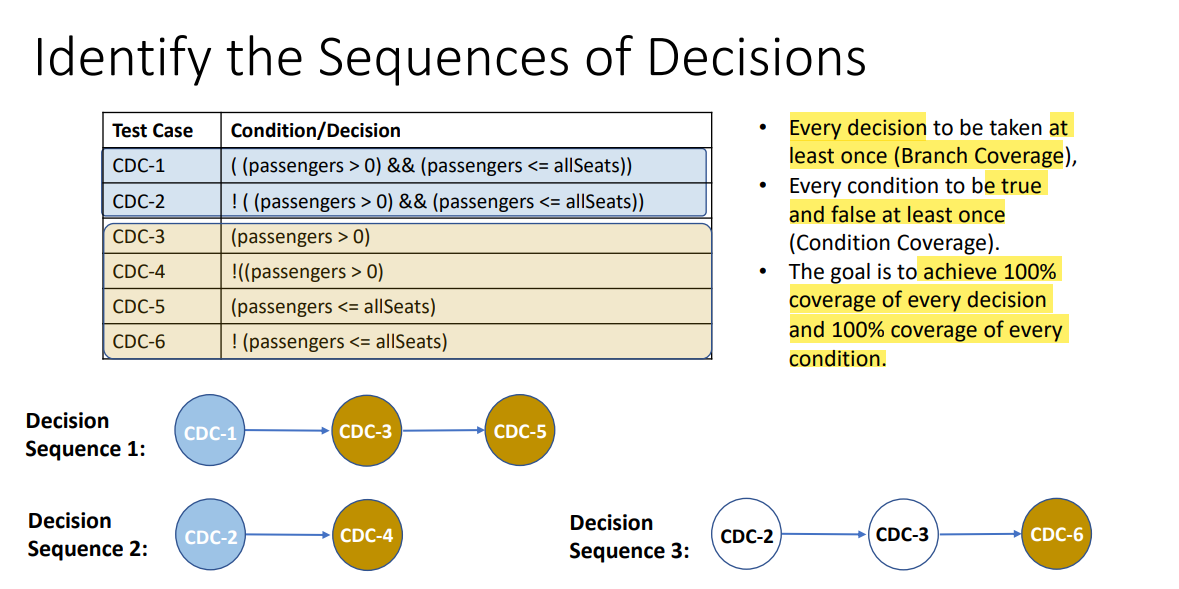 Identify the Sequences of Decisions
Test Case Condition/Decision
CDC-1 ( (passengers > 0) && (passengers <= allSeats))
CDC-2 ! ( (passengers > 0) && (passengers <= allSeats))
CDC-3 (passengers > 0)
CDC-4 !((passengers > 0)
CDC-5 (passengers <= allSeats)
CDC-6 ! (passengers <= allSeats)
• Every decision to be taken at
least once (Branch Coverage),
• Every condition to be true
and false at least once
(Condition Coverage).
• The goal is to achieve 100%
coverage of every decision
and 100% coverage of every
condition.
Decision
Sequence 1:
CDC-1 CDC-3 CDC-5
Decision
Sequence 2:
CDC-2 CDC-4
Decision
Sequence 3:
CDC-2 CDC-3 CDC-6